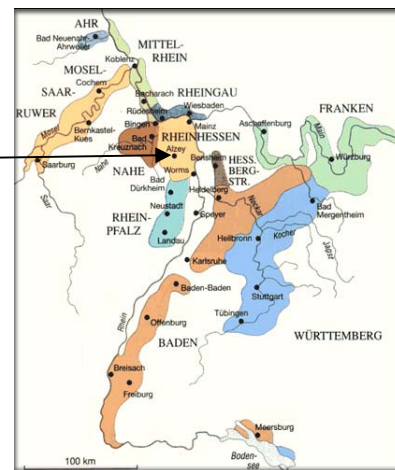 AHR
Bad Neuenahr-
Ahrweiler
MITTEL-
RHEIN
Koblenz
MOSEL-
Cochem
SAAR-
RUWER
Mosel
Bernkastel-
Kues
Saarburg
Saar
Bacharach
RHEINGAU
Rüdesheim
Wiesbaden
Bingen
Mainz
RHEINHESSEN
Bad
Kreuznach
Alzey
Nahe
NAHE
Worms
Bensheim
HESS.
BERG-
STR.
FRANKEN
Aschaffenburg
Main
Würzburg
Bad
Dürkheim
Heidelberg
Neckar
Bad
Mergentheim
Neustadt
RHEIN-
PFALZ
Speyer
Landau
Heilbronn
Kocher
Jagst
Karlsruhe
Baden-Baden
Stuttgart
Tübingen
Rhein
Offenburg
BADEN
WÜRTTEMBERG
Breisach
Freiburg
Meersburg
Boden-
see
100 km